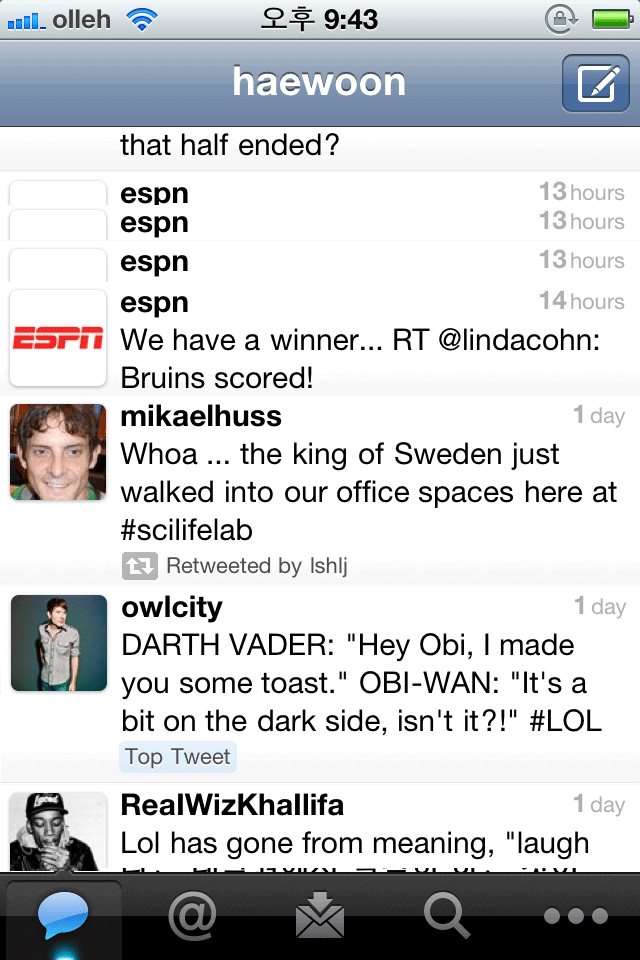 olleh 오후 9:43
haewoon
that half ended?
espn 13 hours
espn 13 hours
espn 13 hours
espn 14 hours
ESPN
We have a winner... RT @lindacohn:
Bruins scored!
mikaelhuss 1 day
Whoa ... the king of Sweden just
walked into our office spaces here at
#scilifelab
Retweeted by lshlj
owlcity 1 day
DARTH VADER: "Hey Obi, I made
you some toast." OBI-WAN: "It's a
bit on the dark side, isn't it?!" #LOL
Top Tweet
RealWizKhallifa 1 day
Lol has gone from meaning, "laugh
@